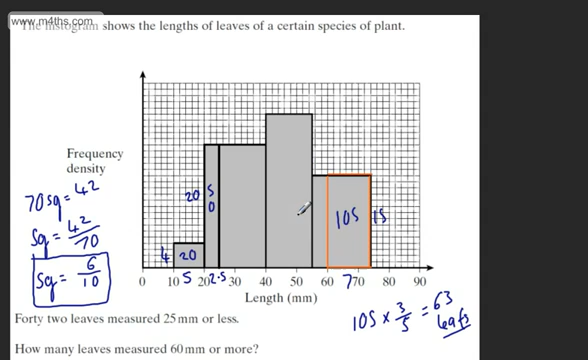 www.m4ths.com
The histogram shows the lengths of leaves of a certain species of plant.
Frequency
density
70sq = 42
sq = 42/70
sq = 6/10
4
20
5
20
50
2.5
105
15
7
0 10 20 30 40 50 60 70 80 90
Length (mm)
105 × 3/5 = 63
leafs
Forty two leaves measured 25 mm or less.
How many leaves measured 60 mm or more?